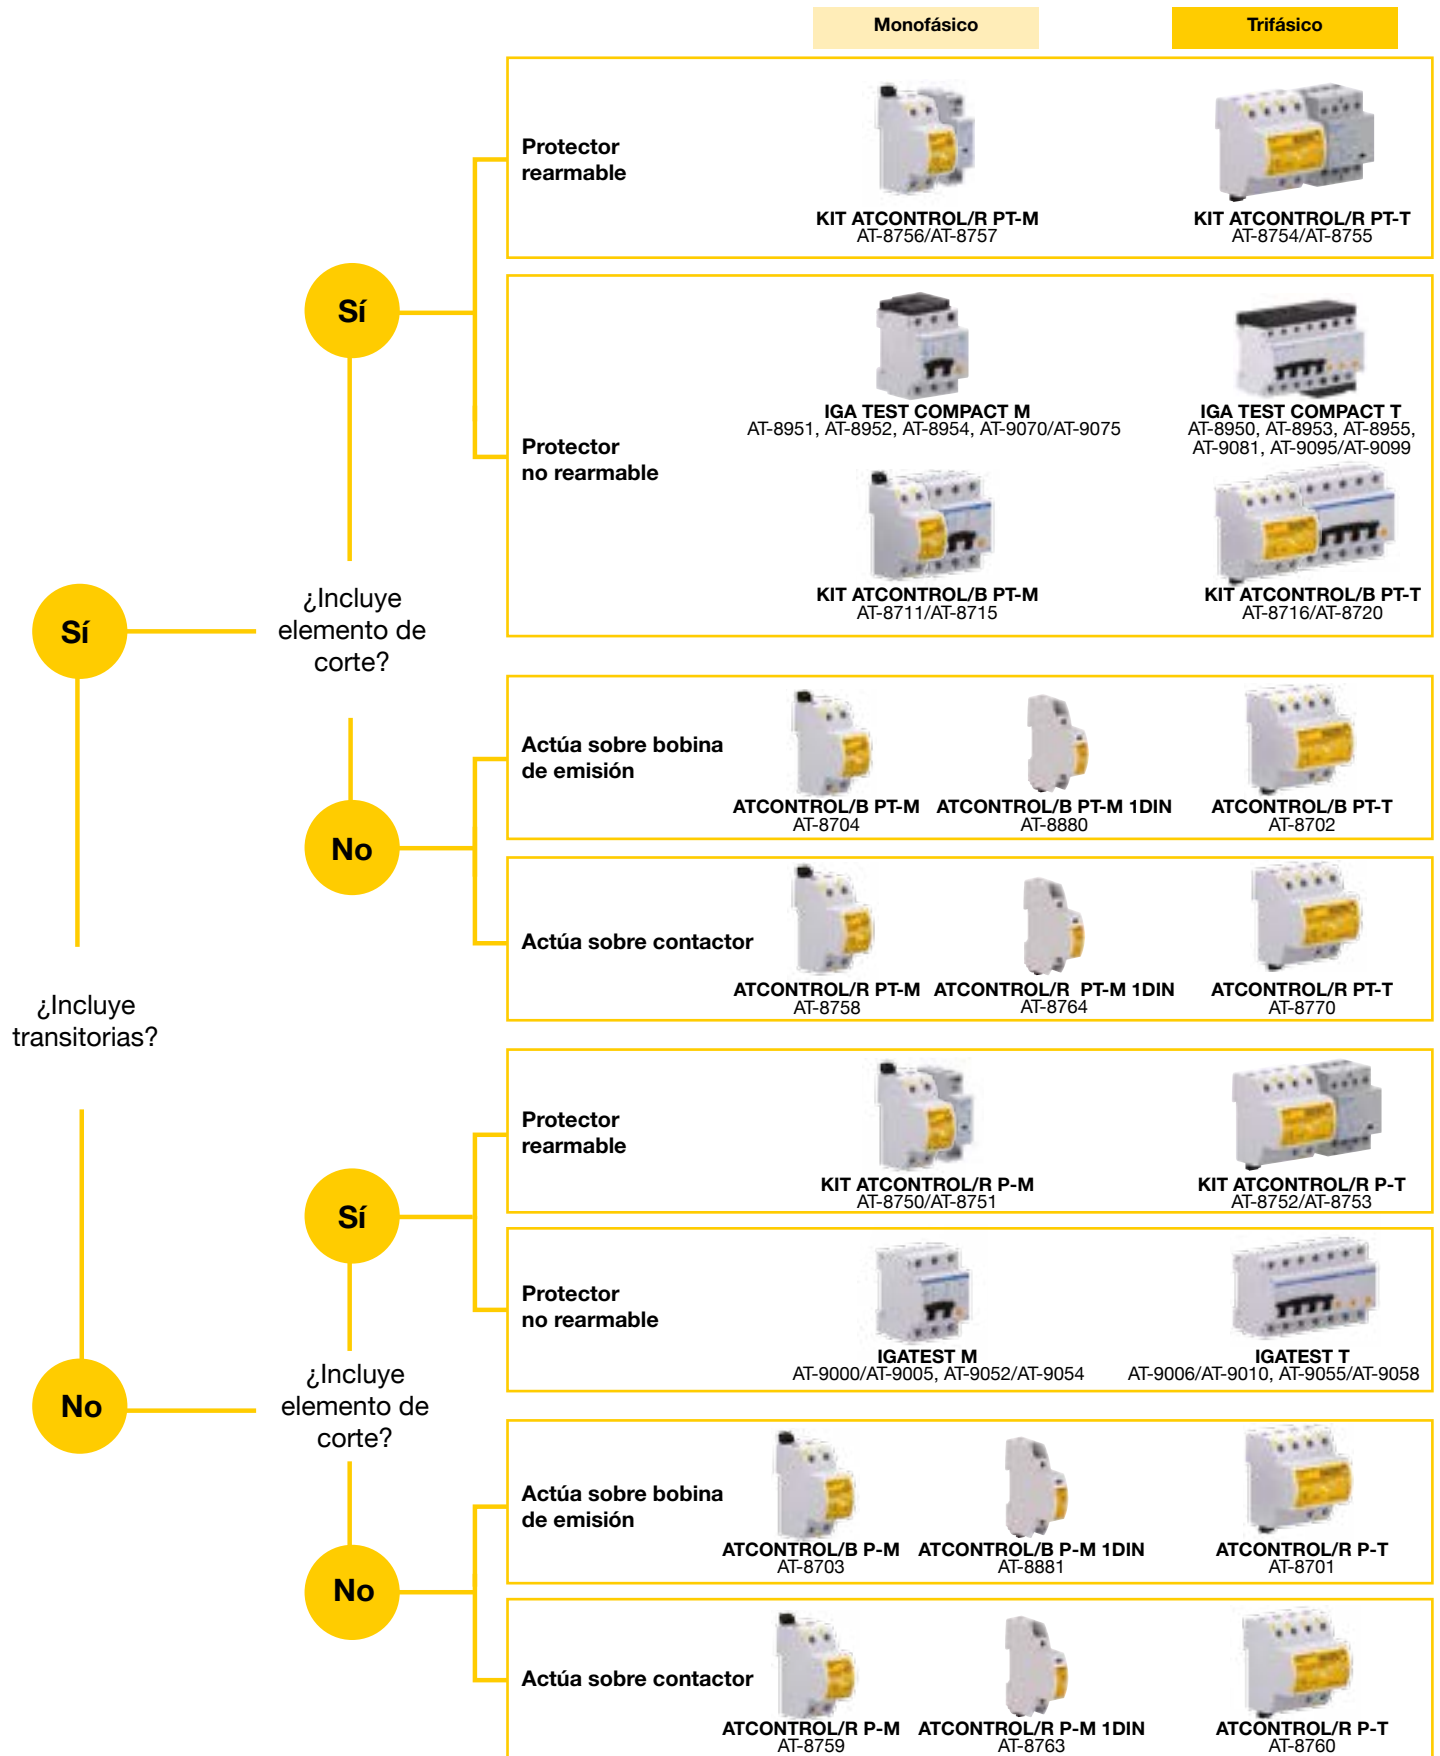 Monofásico
Trifásico
Protector
rearmable
KIT ATCONTROL/R PT-M
AT-8756/AT-8757
KIT ATCONTROL/R PT-T
AT-8754/AT-8755
Sí
Protector
no rearmable
IGA TEST COMPACT M
AT-8951, AT-8952, AT-8954, AT-9070/AT-9075
IGA TEST COMPACT T
AT-8950, AT-8953, AT-8955,
AT-9081, AT-9095/AT-9099
KIT ATCONTROL/B PT-M
AT-8711/AT-8715
KIT ATCONTROL/B PT-T
AT-8716/AT-8720
Sí
¿Incluye
elemento de
corte?
Actúa sobre bobina
de emisión
ATCONTROL/B PT-M
AT-8704
ATCONTROL/B PT-M 1DIN
AT-8880
ATCONTROL/B PT-T
AT-8702
No
Actúa sobre contactor
ATCONTROL/R PT-M
AT-8758
ATCONTROL/R  PT-M 1DIN
AT-8764
ATCONTROL/R PT-T
AT-8770
¿Incluye
transitorias?
Protector
rearmable
KIT ATCONTROL/R P-M
AT-8750/AT-8751
KIT ATCONTROL/R P-T
AT-8752/AT-8753
Sí
Protector
no rearmable
IGATEST M
AT-9000/AT-9005, AT-9052/AT-9054
IGATEST T
AT-9006/AT-9010, AT-9055/AT-9058
No
¿Incluye
elemento de
corte?
Actúa sobre bobina
de emisión
ATCONTROL/B P-M
AT-8703
ATCONTROL/B P-M 1DIN
AT-8881
ATCONTROL/R P-T
AT-8701
No
Actúa sobre contactor
ATCONTROL/R P-M
AT-8759
ATCONTROL/R P-M 1DIN
AT-8763
ATCONTROL/R P-T
AT-8760